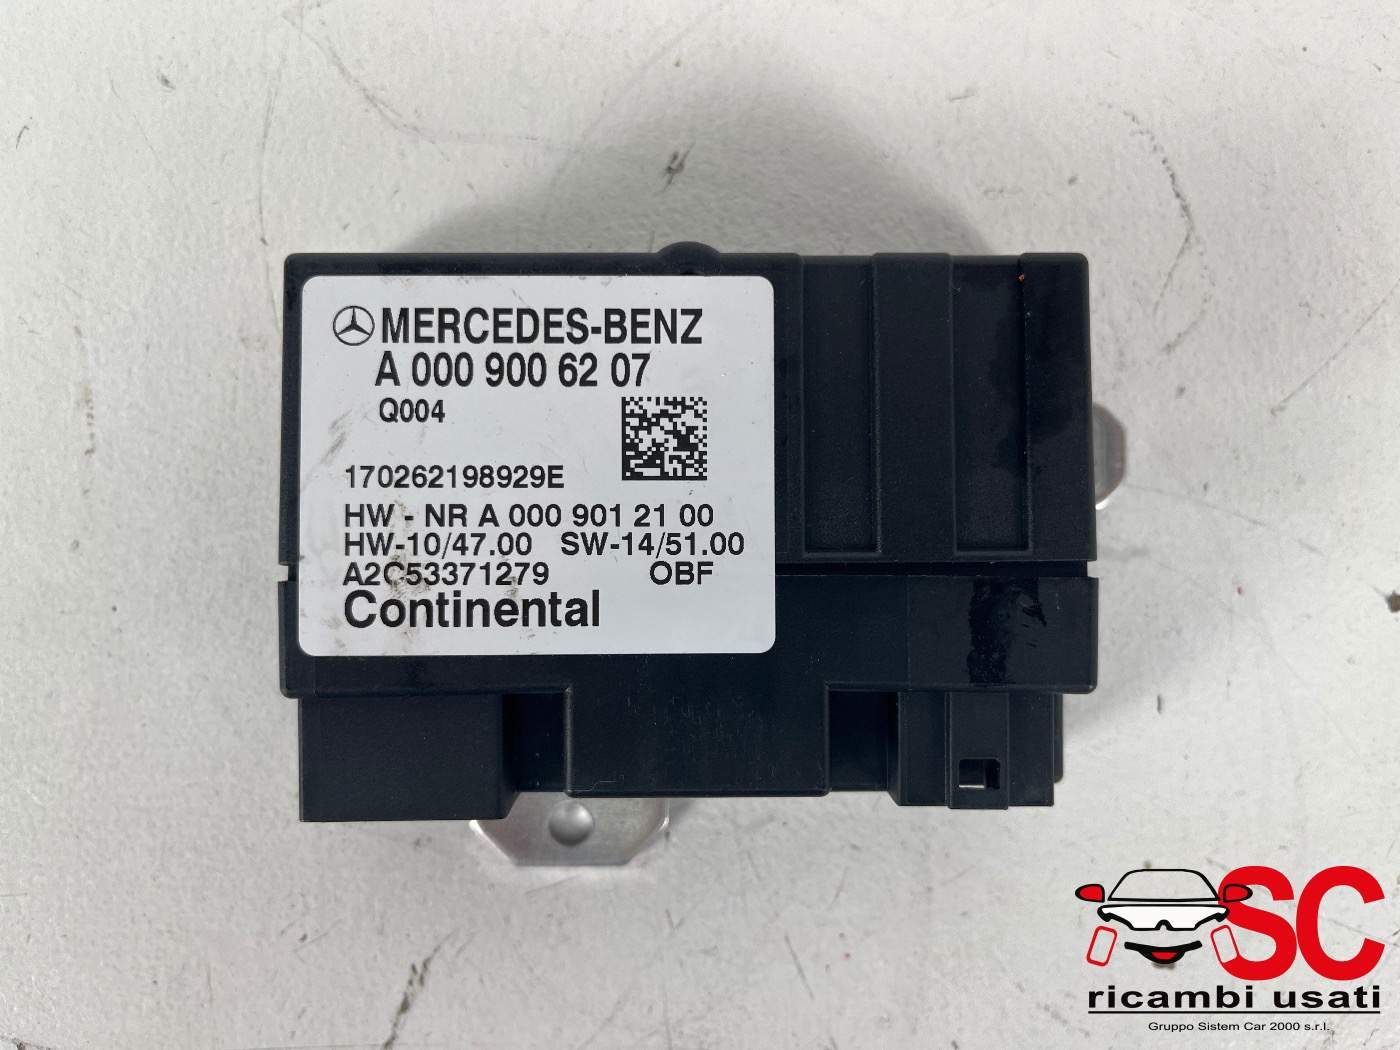 MERCEDES-BENZ
A 000 900 62 07
Q004
170262198929E
HW - NR A 000 901 21 00
HW-10/47.00 SW-14/51.00
A2C53371279 OBF
Continental
SC
ricambi usati
Gruppo Sistem Car 2000 s.r.l.